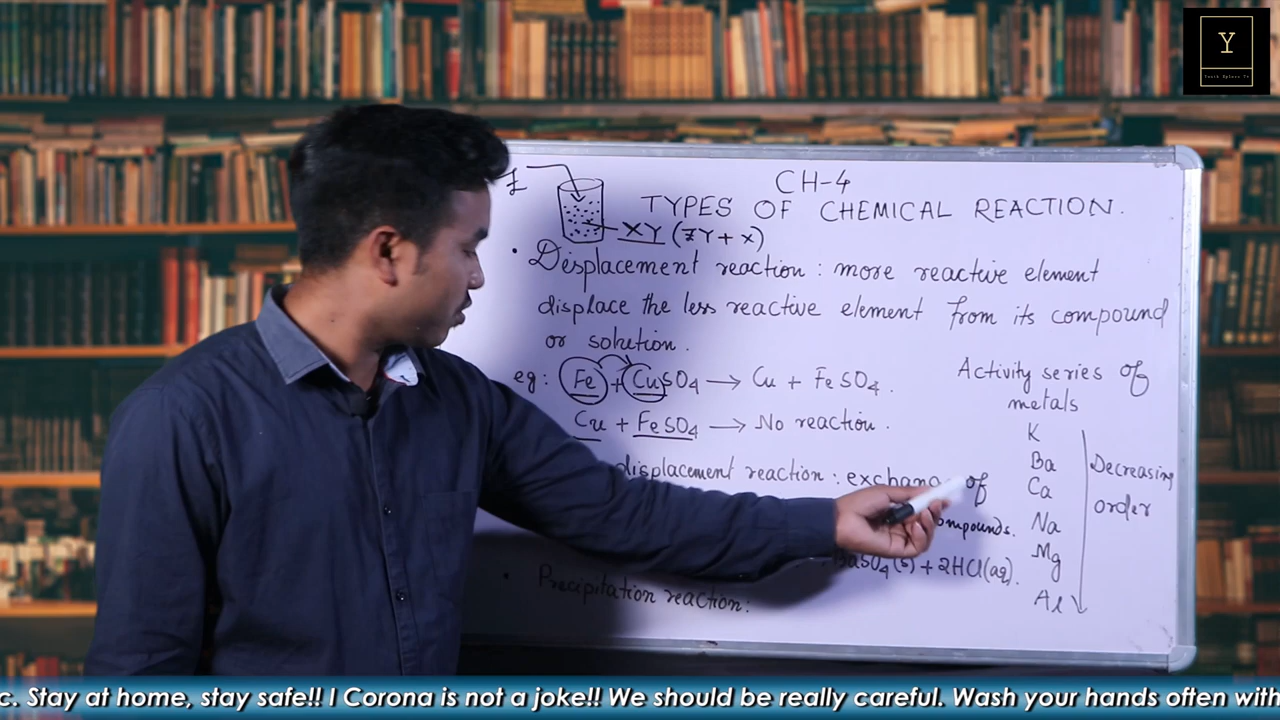 Y
CH-4
TYPES OF CHEMICAL REACTION.
Z
XY (ZY + X)
• Displacement reaction : more reactive element
displace the less reactive element from its compound
or solution.
eg: Fe + CuSO4 → Cu + FeSO4.
Cu + FeSO4 → No reaction.
displacement reaction : of
BaSO4 (s) + 2HCl(aq).
• Precipitation reaction:
Activity series of
metals
K
Ba
Ca
Na
Mg
Al
Decreasing
order
c. Stay at home, stay safe!! I Corona is not a joke!! We should be really careful. Wash your hands often with